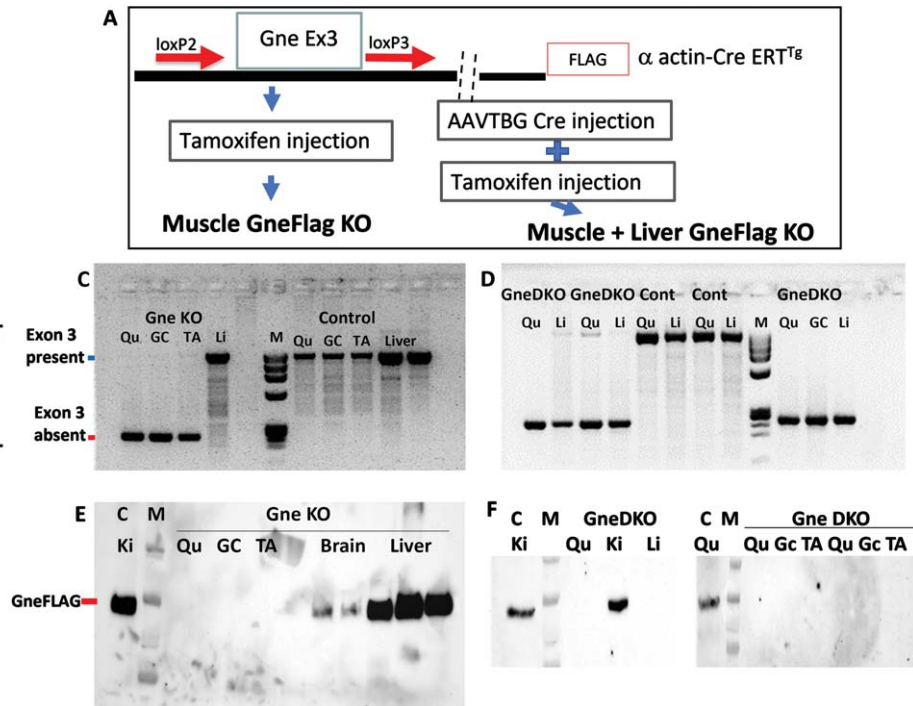 A
loxP2 Gne Ex3 loxP3
FLAG α actin-Cre ERTᵀᵍ
AAVTBG Cre injection
Tamoxifen injection
Tamoxifen injection
Muscle GneFlag KO
Muscle + Liver GneFlag KO
C
Gne KO Control
Qu GC TA Li M Qu GC TA Liver
Exon 3
present
Exon 3
absent
D
GneDKO GneDKO Cont Cont GneDKO
Qu Li Qu Li Qu Li Qu Li M Qu GC Li
E
C M Gne KO
Ki Qu GC TA Brain Liver
GneFLAG
F
C M GneDKO
Ki Qu Ki Li
C M Gne DKO
Qu Qu Gc TA Qu Gc TA